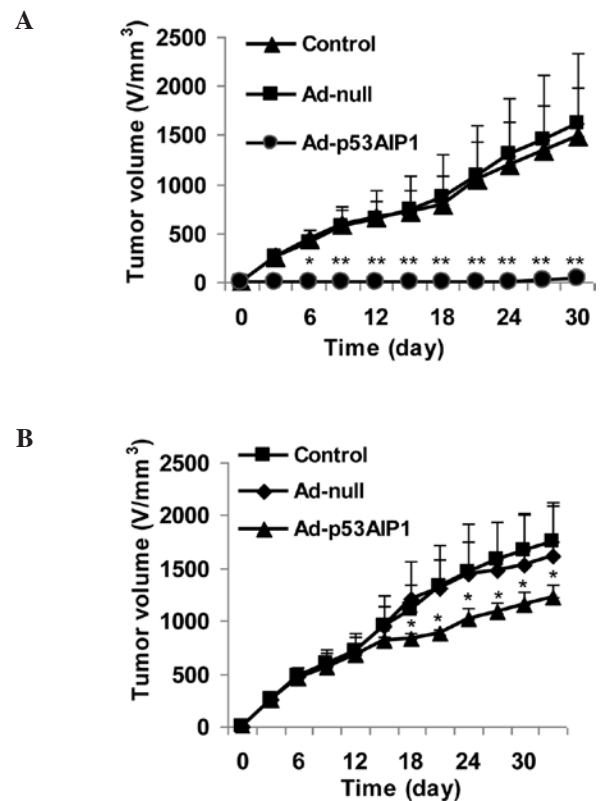 A
Tumor volume (V/mm³)
2500
2000
1500
1000
500
0
Control
Ad-null
Ad-p53AIP1
* ** ** ** ** ** ** ** **
0 6 12 18 24 30
Time (day)
B
Tumor volume (V/mm³)
2500
2000
1500
1000
500
0
Control
Ad-null
Ad-p53AIP1
* * * * * *
0 6 12 18 24 30
Time (day)